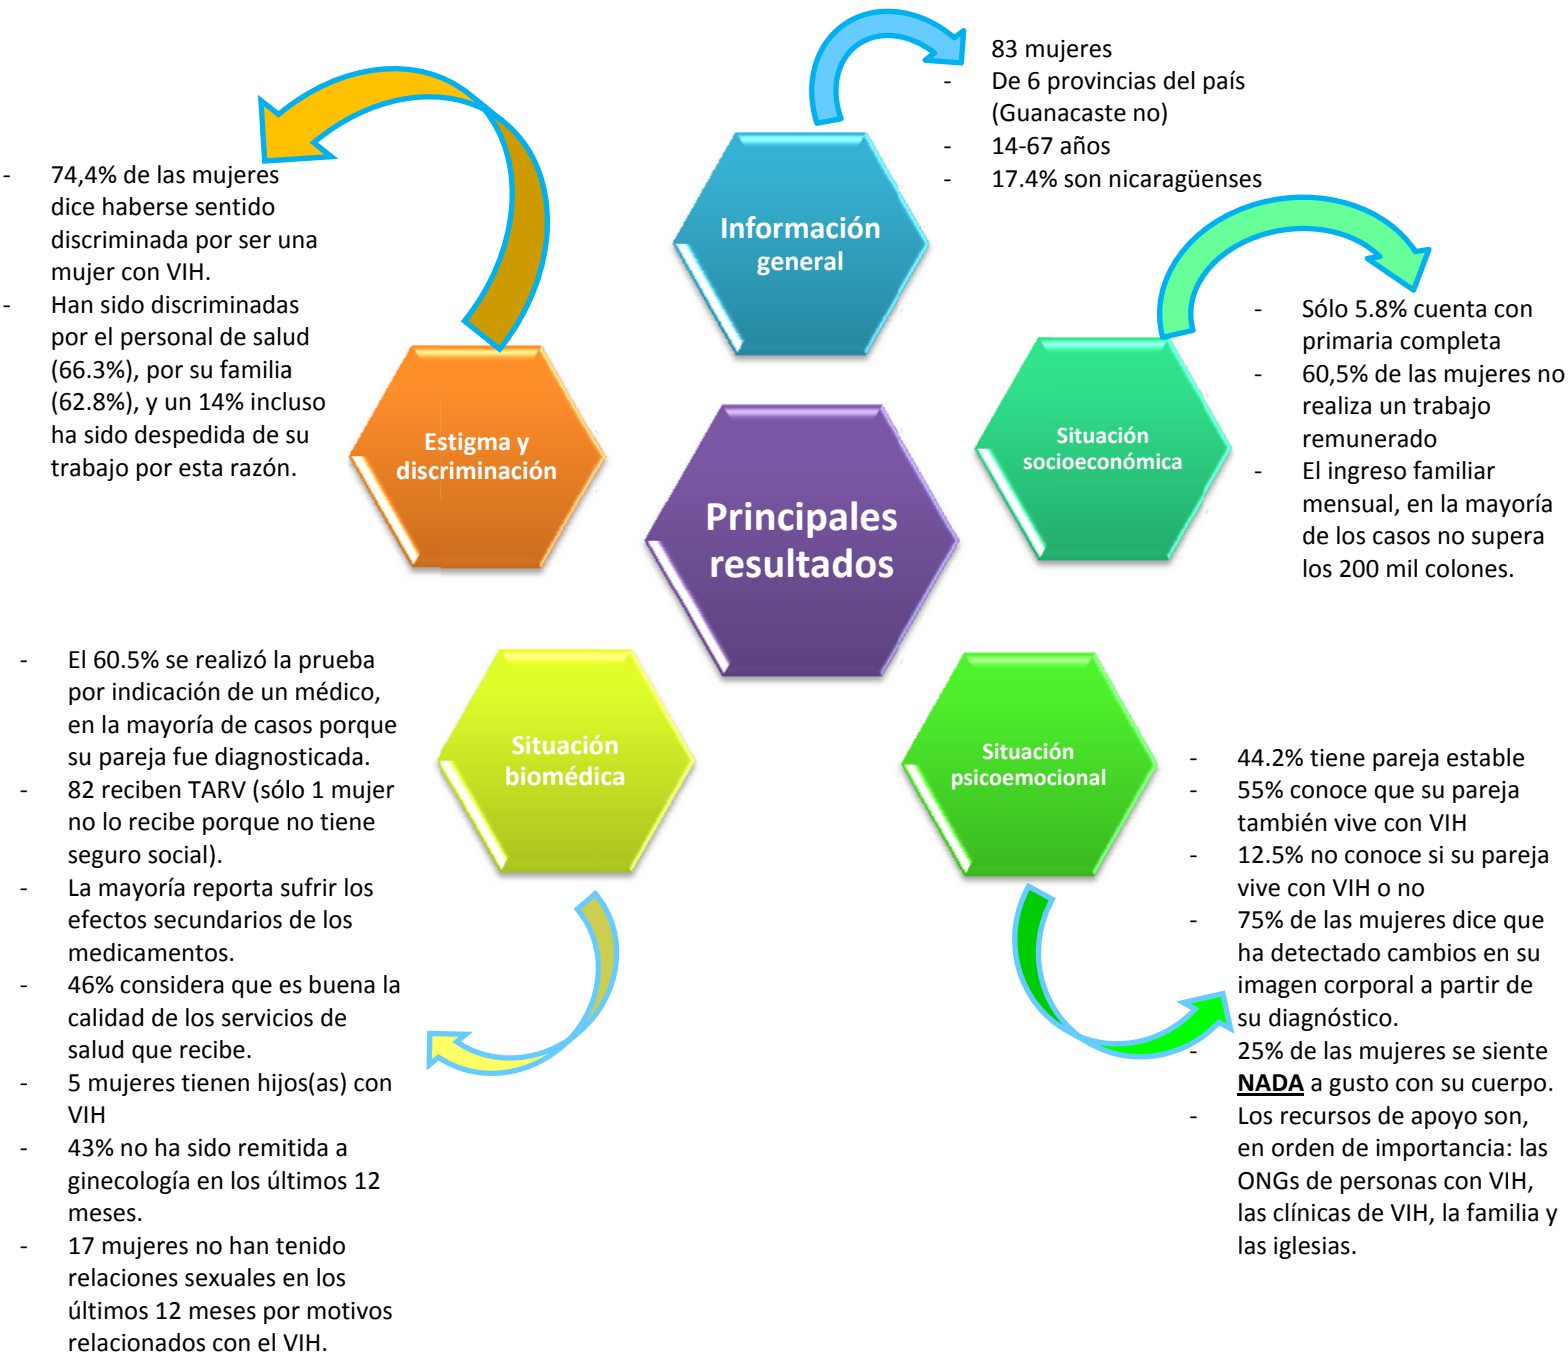 83 mujeres
- De 6 provincias del país
(Guanacaste no)
- 14-67 años
- 17.4% son nicaragüenses
Información
general
- 74,4% de las mujeres
dice haberse sentido
discriminada por ser una
mujer con VIH.
- Han sido discriminadas
por el personal de salud
(66.3%), por su familia
(62.8%), y un 14% incluso
ha sido despedida de su
trabajo por esta razón.
Estigma y
discriminación
- Sólo 5.8% cuenta con
primaria completa
- 60,5% de las mujeres no
realiza un trabajo
remunerado
- El ingreso familiar
mensual, en la mayoría
de los casos no supera
los 200 mil colones.
Situación
socioeconómica
Principales
resultados
- El 60.5% se realizó la prueba
por indicación de un médico,
en la mayoría de casos porque
su pareja fue diagnosticada.
- 82 reciben TARV (sólo 1 mujer
no lo recibe porque no tiene
seguro social).
- La mayoría reporta sufrir los
efectos secundarios de los
medicamentos.
- 46% considera que es buena la
calidad de los servicios de
salud que recibe.
- 5 mujeres tienen hijos(as) con
VIH
- 43% no ha sido remitida a
ginecología en los últimos 12
meses.
- 17 mujeres no han tenido
relaciones sexuales en los
últimos 12 meses por motivos
relacionados con el VIH.
Situación
biomédica
Situación
psicoemocional
- 44.2% tiene pareja estable
- 55% conoce que su pareja
también vive con VIH
- 12.5% no conoce si su pareja
vive con VIH o no
- 75% de las mujeres dice que
ha detectado cambios en su
imagen corporal a partir de
su diagnóstico.
- 25% de las mujeres se siente
NADA a gusto con su cuerpo.
- Los recursos de apoyo son,
en orden de importancia: las
ONGs de personas con VIH,
las clínicas de VIH, la familia y
las iglesias.